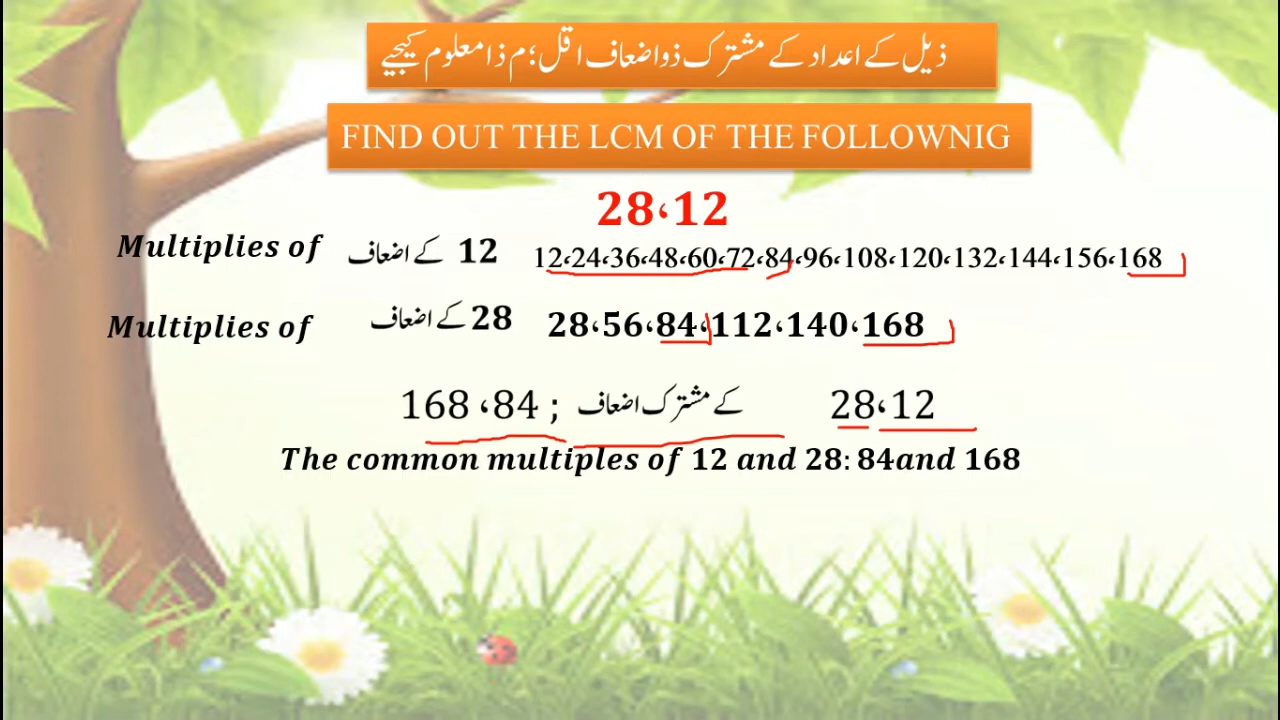 ذیل کے اعداد کے مشترک ذو اضعاف اقل؛م ذا معلوم کیجیے
FIND OUT THE LCM OF THE FOLLOWNIG
28،12
Multiplies of کے اضعاف 12 12،24،36،48،60،72،84،96،108،120،132،144،156،168
Multiplies of کے اضعاف 28 28،56،84،112،140،168
168 ،84 ; کے مشترک اضعاف 28،12
The common multiples of 12 and 28: 84and 168